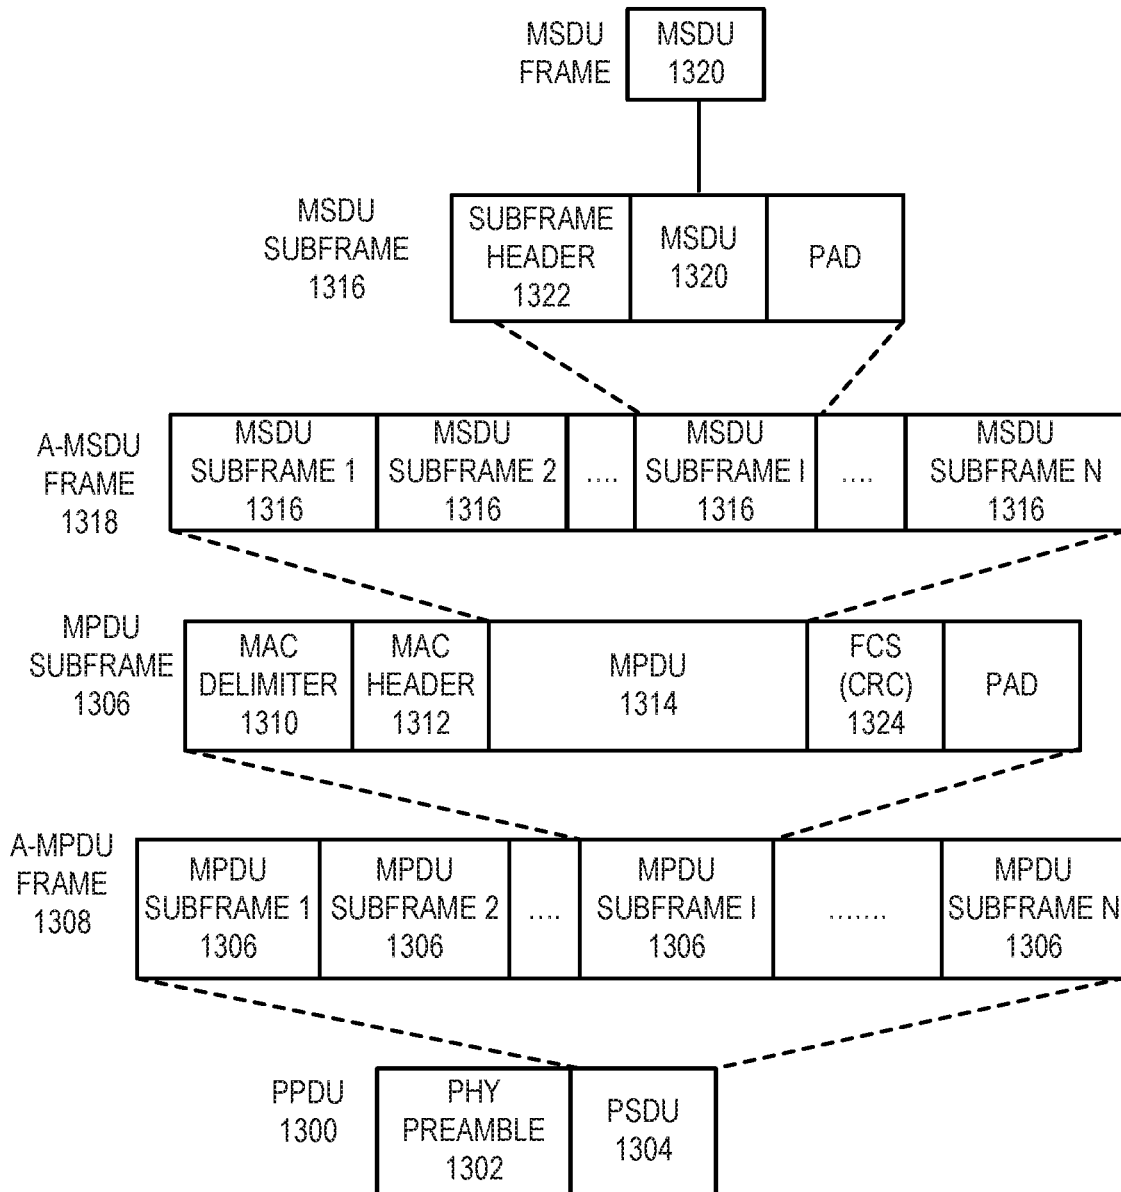 MSDU
FRAME
MSDU
1320
MSDU
SUBFRAME
1316
SUBFRAME
HEADER
1322
MSDU
1320
PAD
A-MSDU
FRAME
1318
MSDU
SUBFRAME 1
1316
MSDU
SUBFRAME 2
1316
....
MSDU
SUBFRAME I
1316
....
MSDU
SUBFRAME N
1316
MPDU
SUBFRAME
1306
MAC
DELIMITER
1310
MAC
HEADER
1312
MPDU
1314
FCS
(CRC)
1324
PAD
A-MPDU
FRAME
1308
MPDU
SUBFRAME 1
1306
MPDU
SUBFRAME 2
1306
....
MPDU
SUBFRAME I
1306
.......
MPDU
SUBFRAME N
1306
PPDU
1300
PHY
PREAMBLE
1302
PSDU
1304